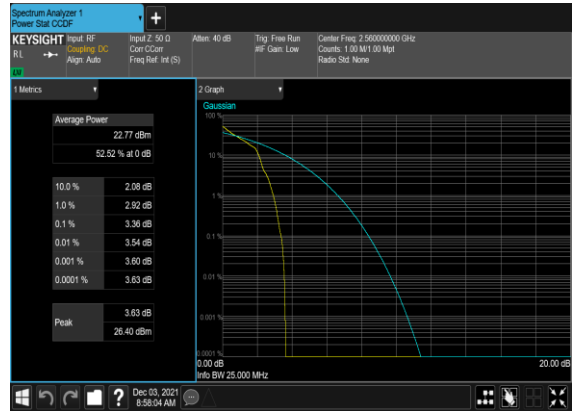 Spectrum Analyzer 1
Power Stat CCDF
+
KEYSIGHT
RL
Input: RF
Coupling: DC
Align: Auto
Input Z: 50 Ω
Corr CCorr
Freq Ref: Int (S)
Atten: 40 dB
Trig: Free Run
#IF Gain: Low
Center Freq: 2.560000000 GHz
Counts: 1.00 M/1.00 Mpt
Radio Std: None
1 Metrics
Average Power
22.77 dBm
52.52 % at 0 dB
10.0 % 2.08 dB
1.0 % 2.92 dB
0.1 % 3.36 dB
0.01 % 3.54 dB
0.001 % 3.60 dB
0.0001 % 3.63 dB
Peak
3.63 dB
26.40 dBm
2 Graph
Gaussian
100 %
10 %
1 %
0.1 %
0.01 %
0.001 %
0.0001 %
0.00 dB
20.00 dB
Info BW 25.000 MHz
?
Dec 03, 2021
8:58:04 AM